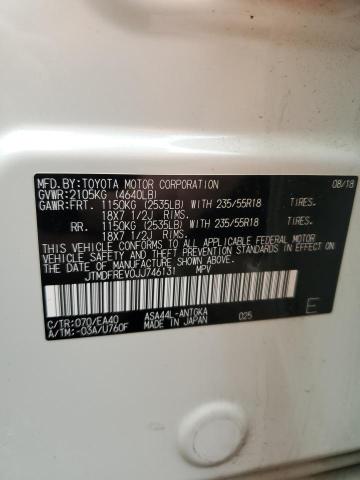 MFD.BY:TOYOTA MOTOR CORPORATION 08/18
GVWR:2105KG (4640LB)
GAWR:FRT. 1150KG (2535LB) WITH 235/55R18 TIRES.
18X7 1/2J RIMS.
RR. 1150KG (2535LB) WITH 235/55R18 TIRES.
18X7 1/2J RIMS.
THIS VEHICLE CONFORMS TO ALL APPLICABLE FEDERAL MOTOR
VEHICLE SAFETY, AND BUMPER STANDARDS IN EFFECT ON THE DATE
OF MANUFACTURE SHOWN ABOVE.
JTMDFREV0JJ746131 MPV
C/TR:070/EA40 ASA44L-ANTGKA 025 E
A/TM:-03A/U760F MADE IN JAPAN